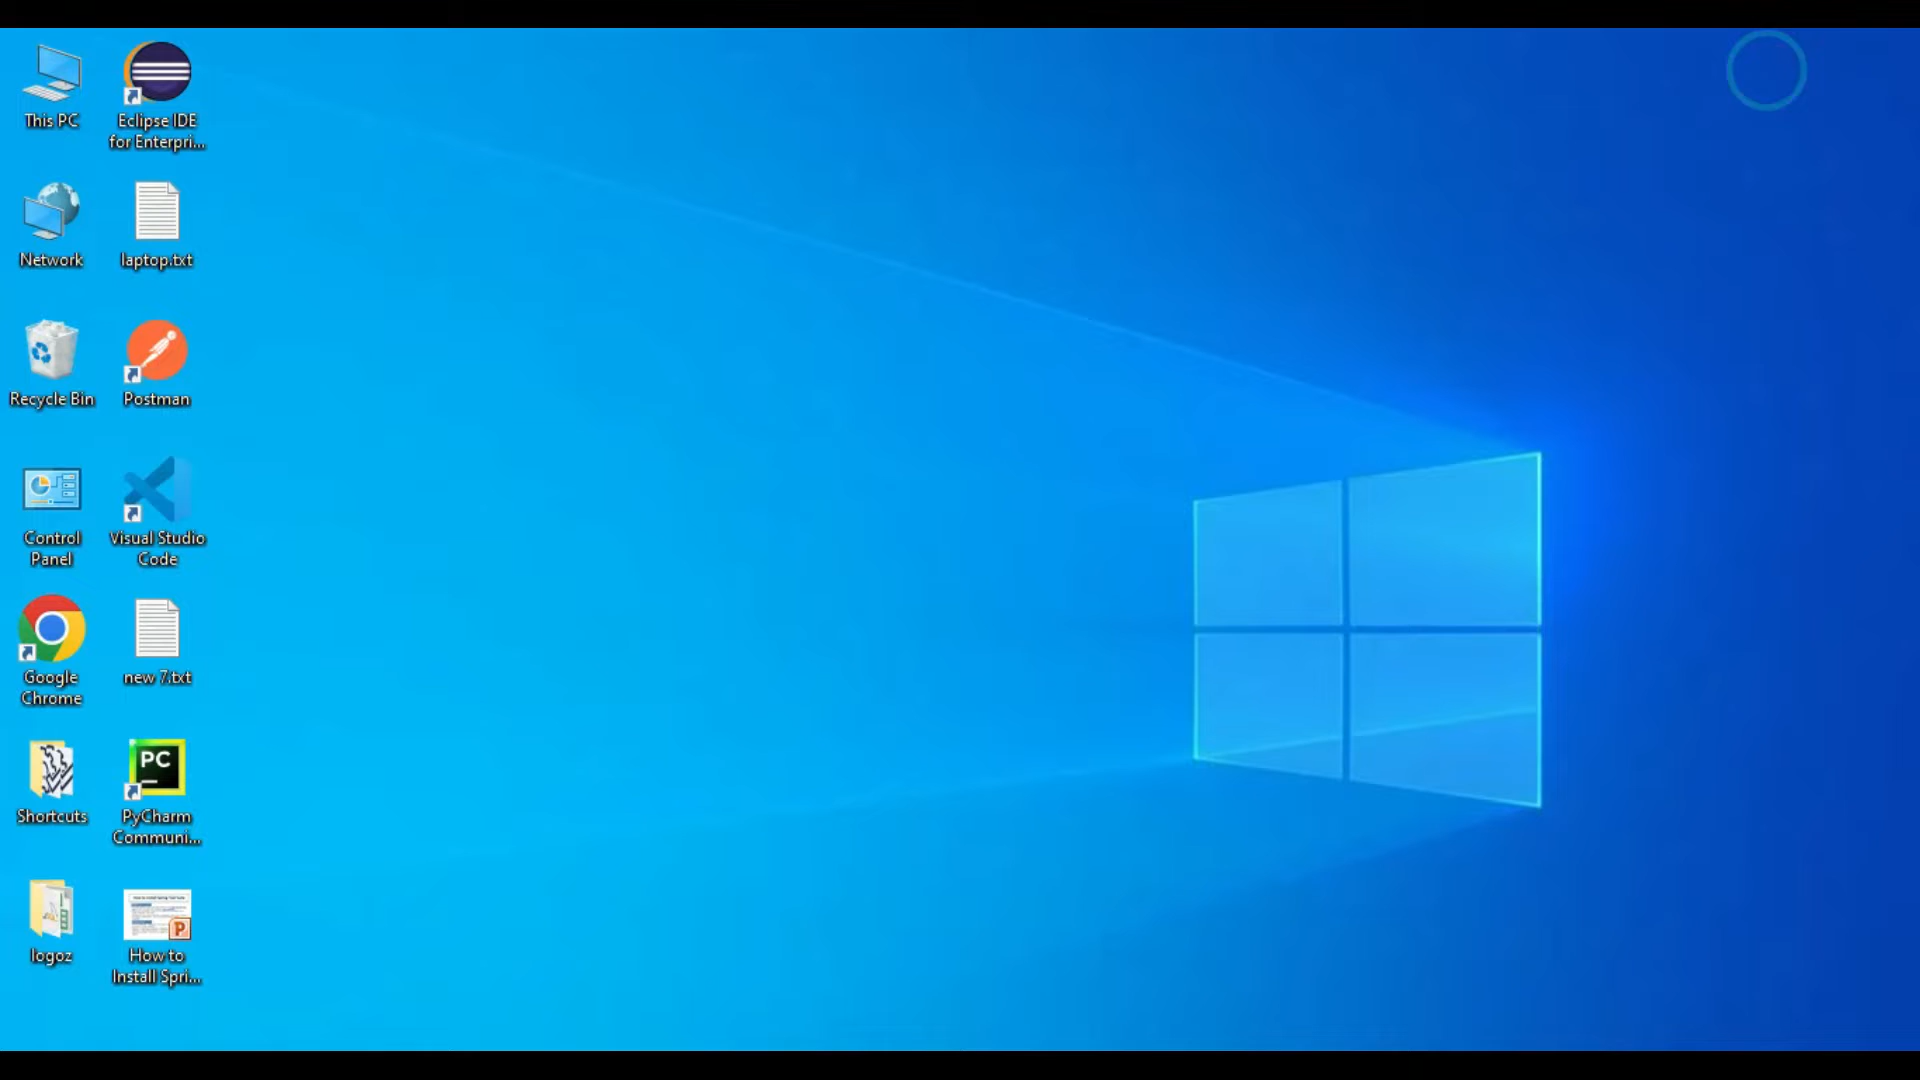 This PC
Eclipse IDE
for Enterpri...
Network
laptop.txt
Recycle Bin
Postman
Control
Panel
Visual Studio
Code
Google
Chrome
new 7.txt
Shortcuts
PC
PyCharm
Communi...
logoz
P
How to
Install Spri...